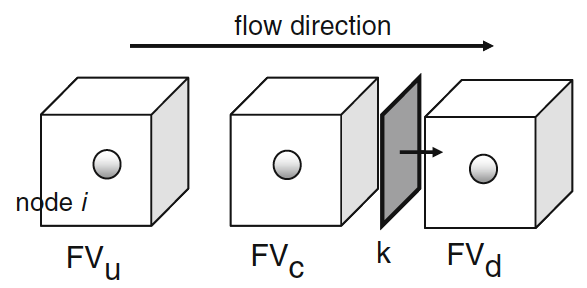 flow direction
node i
FVu
FVc
k
FVd